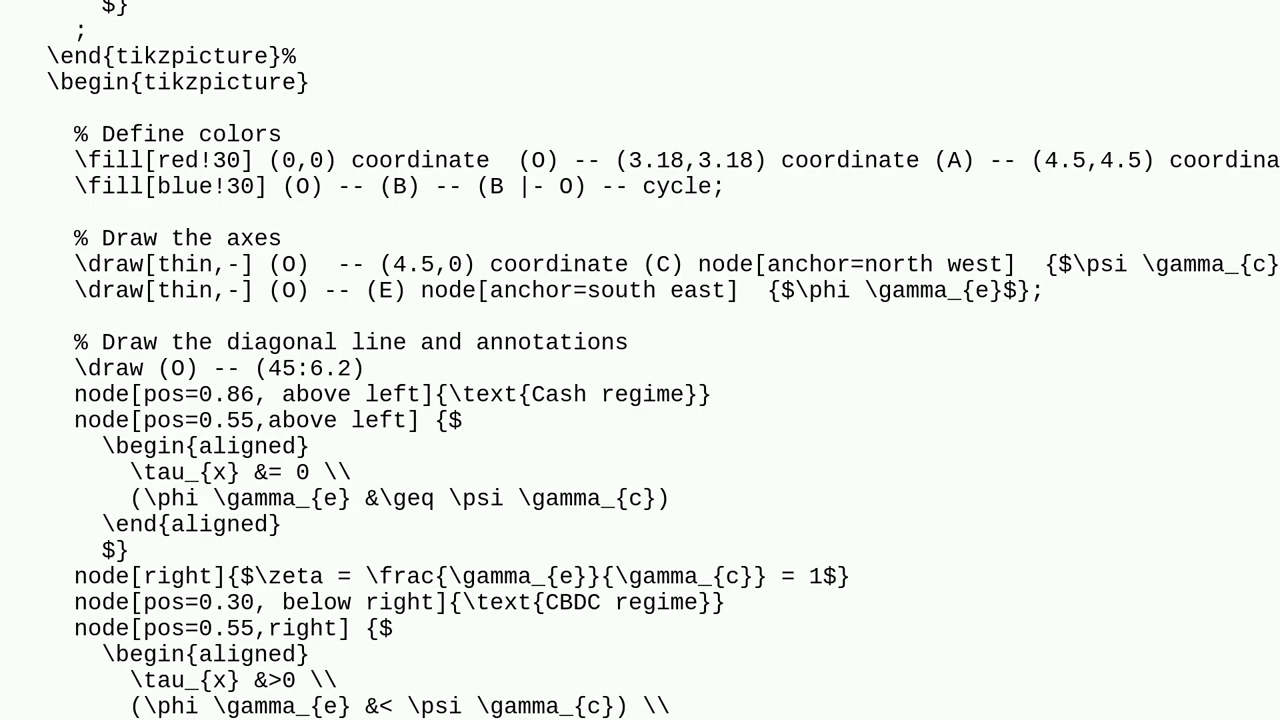 $}
;
\end{tikzpicture}%
\begin{tikzpicture}
% Define colors
\fill[red!30] (0,0) coordinate  (O) -- (3.18,3.18) coordinate (A) -- (4.5,4.5) coordina
\fill[blue!30] (O) -- (B) -- (B |- O) -- cycle;
% Draw the axes
\draw[thin,-] (O)  -- (4.5,0) coordinate (C) node[anchor=north west]  {$\psi \gamma_{c}
\draw[thin,-] (O) -- (E) node[anchor=south east]  {$\phi \gamma_{e}$};
% Draw the diagonal line and annotations
\draw (O) -- (45:6.2)
node[pos=0.86, above left]{\text{Cash regime}}
node[pos=0.55,above left] {$
\begin{aligned}
\tau_{x} &= 0 \\
(\phi \gamma_{e} &\geq \psi \gamma_{c})
\end{aligned}
$}
node[right]{$\zeta = \frac{\gamma_{e}}{\gamma_{c}} = 1$}
node[pos=0.30, below right]{\text{CBDC regime}}
node[pos=0.55,right] {$
\begin{aligned}
\tau_{x} &>0 \\
(\phi \gamma_{e} &< \psi \gamma_{c}) \\